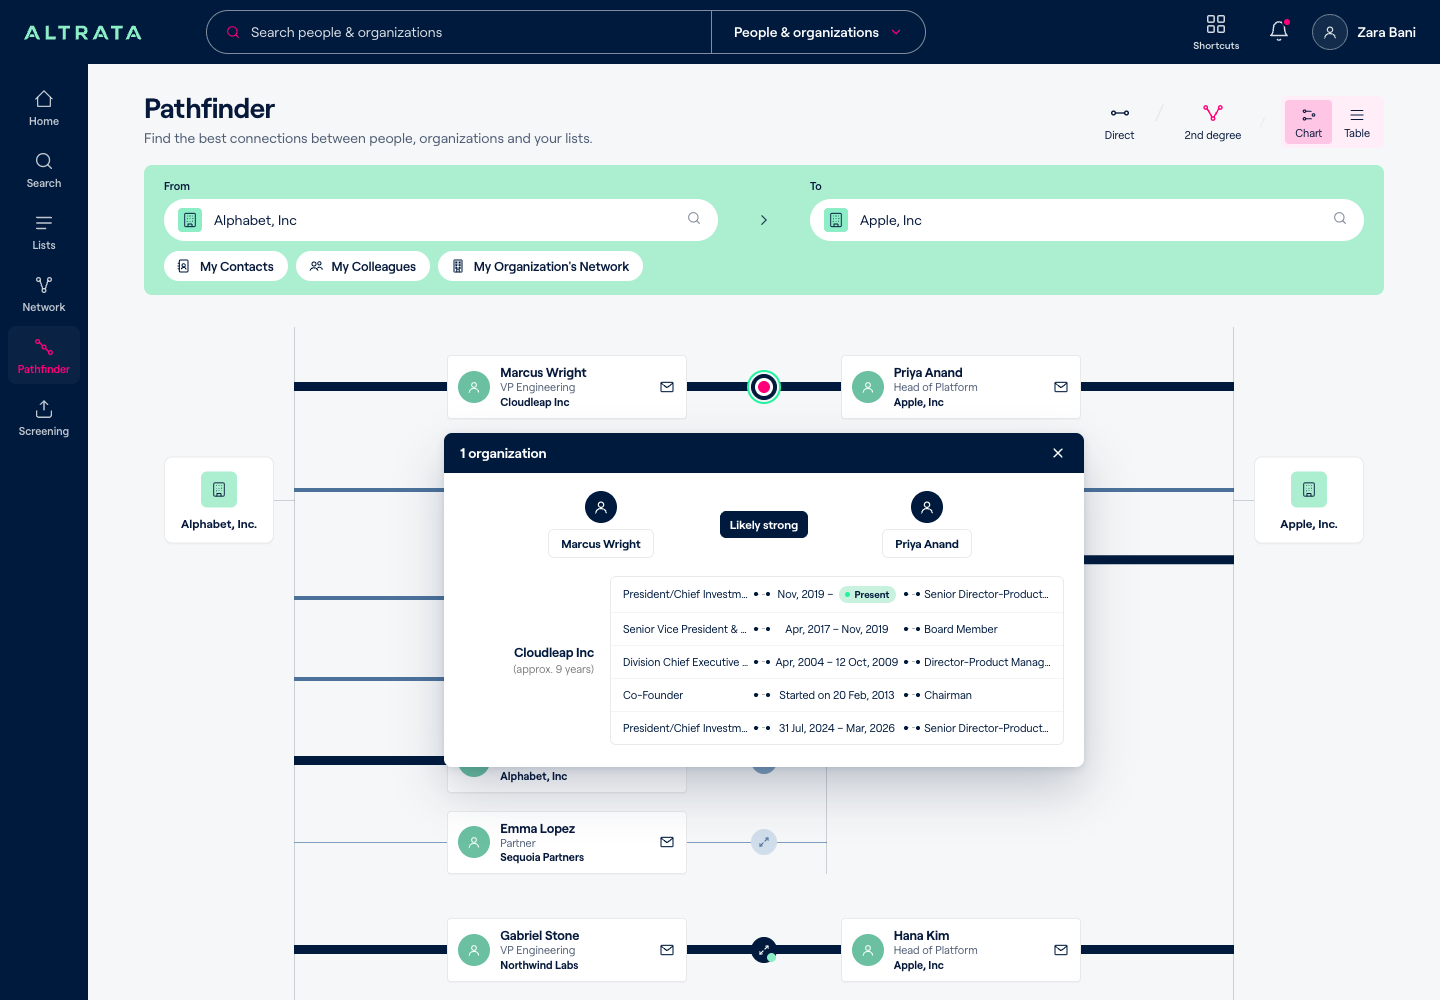 ALTRATA
Search people & organizations
People & organizations
Shortcuts
Zara Bani
Home
Search
Lists
Network
Pathfinder
Screening
Pathfinder
Find the best connections between people, organizations and your lists.
Direct
2nd degree
Chart
Table
From
Alphabet, Inc
To
Apple, Inc
My Contacts
My Colleagues
My Organization's Network
Marcus Wright
VP Engineering
Cloudleap Inc
Priya Anand
Head of Platform
Apple, Inc
Alphabet, Inc.
Apple, Inc.
1 organization
Marcus Wright
Likely strong
Priya Anand
Cloudleap Inc
(approx. 9 years)
President/Chief Investm... Nov, 2019 – Present Senior Director-Product...
Senior Vice President & ... Apr, 2017 – Nov, 2019 Board Member
Division Chief Executive ... Apr, 2004 – 12 Oct, 2009 Director-Product Manag...
Co-Founder Started on 20 Feb, 2013 Chairman
President/Chief Investm... 31 Jul, 2024 – Mar, 2026 Senior Director-Product...
Alphabet, Inc
Emma Lopez
Partner
Sequoia Partners
Gabriel Stone
VP Engineering
Northwind Labs
Hana Kim
Head of Platform
Apple, Inc